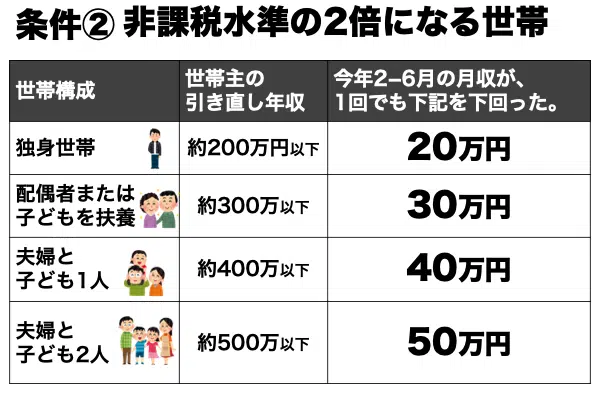 条件② 非課税水準の2倍になる世帯
世帯構成
世帯主の
引き直し年収
今年2–6月の月収が、
1回でも下記を下回った。
独身世帯
約200万円以下
20万円
配偶者または
子どもを扶養
約300万以下
30万円
夫婦と
子ども1人
約400万以下
40万円
夫婦と
子ども2人
約500万以下
50万円